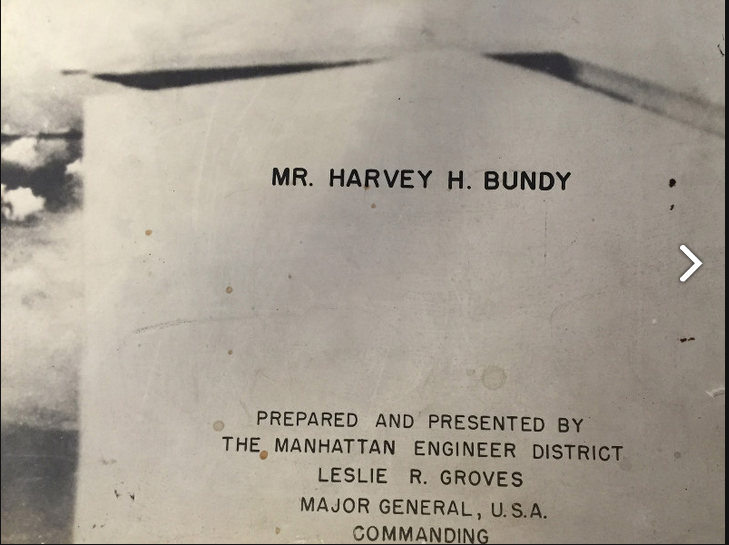 MR. HARVEY H. BUNDY
PREPARED AND PRESENTED BY
THE MANHATTAN ENGINEER DISTRICT
LESLIE R. GROVES
MAJOR GENERAL, U.S.A.
COMMANDING